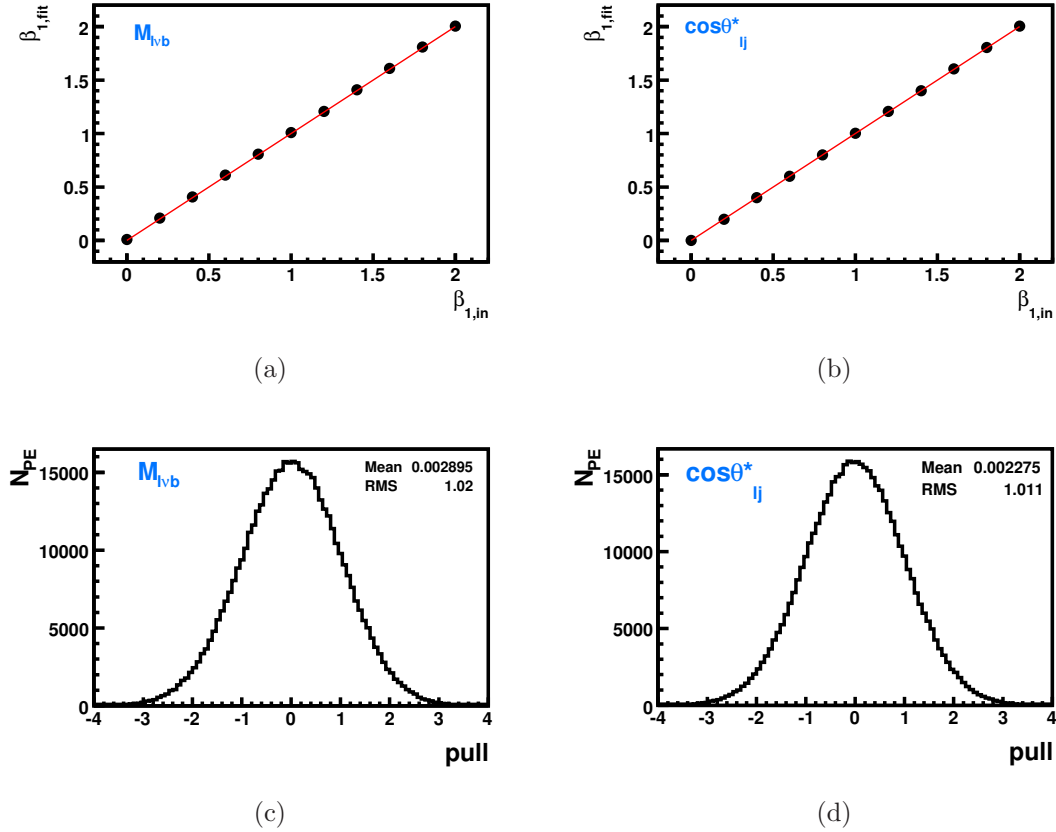 β1,fit
M lνb
2
1.5
1
0.5
0
0 0.5 1 1.5 2
β1,in
(a)
β1,fit
cosθ* lj
2
1.5
1
0.5
0
0 0.5 1 1.5 2
β1,in
(b)
N PE
M lνb
Mean 0.002895
RMS 1.02
15000
10000
5000
0
-4 -3 -2 -1 0 1 2 3 4
pull
(c)
N PE
cosθ* lj
Mean 0.002275
RMS 1.011
15000
10000
5000
0
-4 -3 -2 -1 0 1 2 3 4
pull
(d)